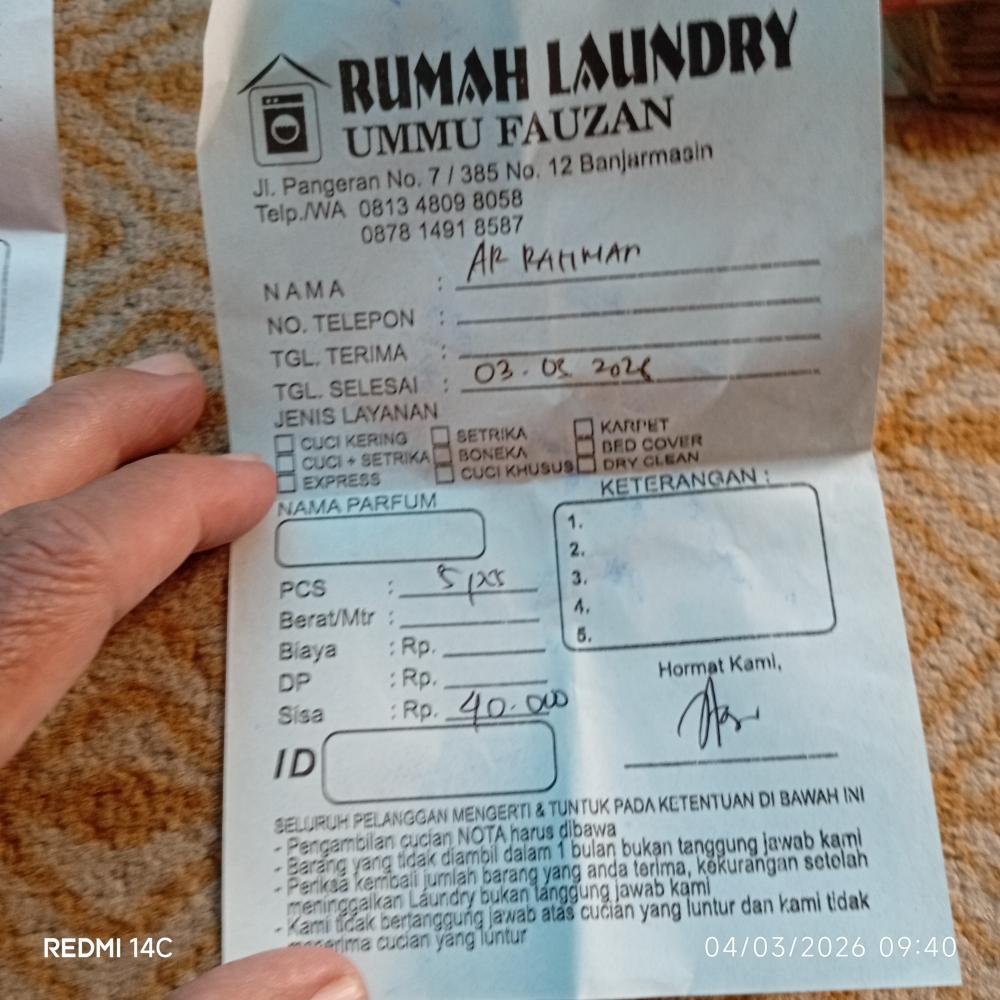 RUMAH LAUNDRY
UMMU FAUZAN
Jl. Pangeran No. 7 / 385 No. 12 Banjarmasin
Telp./WA 0813 4809 8058
0878 1491 8587
NAMA : AR RAHMAN
NO. TELEPON :
TGL. TERIMA :
TGL. SELESAI : 03. 03 2026
JENIS LAYANAN
CUCI KERING SETRIKA KARPET
CUCI + SETRIKA BONEKA BED COVER
EXPRESS CUCI KHUSUS DRY CLEAN
NAMA PARFUM
KETERANGAN :
1.
2.
3.
4.
5.
PCS : 5 pcs
Berat/Mtr :
Biaya : Rp.
DP : Rp.
Sisa : Rp. 40.000
ID
Hormat Kami,
SELURUH PELANGGAN MENGERTI & TUNTUK PADA KETENTUAN DI BAWAH INI
- Pengambilan cucian NOTA harus dibawa
- Barang yang tidak diambil dalam 1 bulan bukan tanggung jawab kami
- Periksa kembali jumlah barang yang anda terima, kekurangan setelah
meninggalkan Laundry bukan tanggung jawab kami
- Kami tidak bertanggung jawab atas cucian yang luntur dan kami tidak
menerima cucian yang luntur
REDMI 14C
04/03/2026 09:40